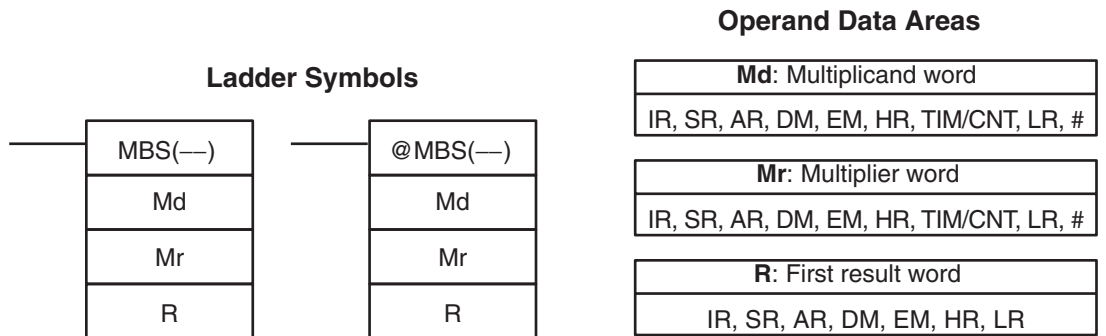 Ladder Symbols
MBS(––)
Md
Mr
R
@MBS(––)
Md
Mr
R
Operand Data Areas
Md: Multiplicand word
IR, SR, AR, DM, EM, HR, TIM/CNT, LR, #
Mr: Multiplier word
IR, SR, AR, DM, EM, HR, TIM/CNT, LR, #
R: First result word
IR, SR, AR, DM, EM, HR, LR